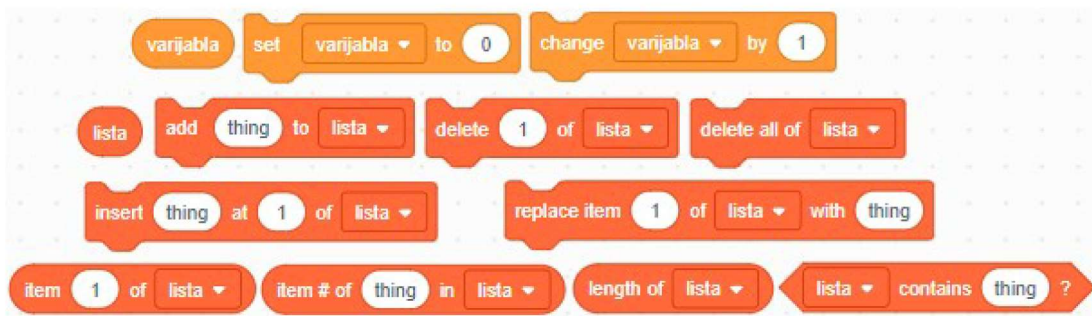 varijabla set varijabla to 0 change varijabla by 1
lista add thing to lista delete 1 of lista delete all of lista
insert thing at 1 of lista replace item 1 of lista with thing
item 1 of lista item # of thing in lista length of lista lista contains thing ?